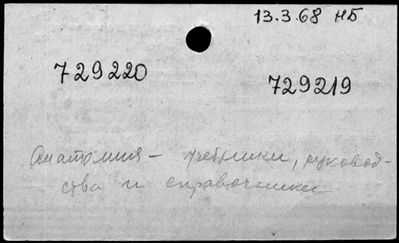 13.3.68 НБ
729220
729219
Анатомия – учебники, руковод-
ства и справочники